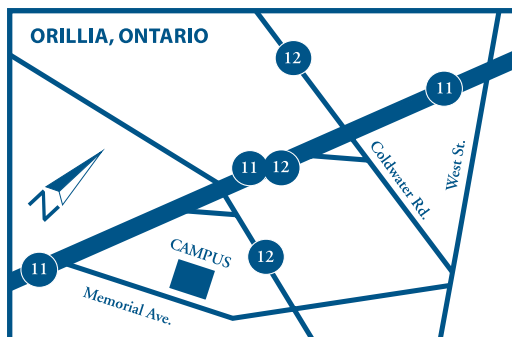 ORILLIA, ONTARIO
12
11
Coldwater Rd.
West St.
11
12
N
CAMPUS
12
11
Memorial Ave.